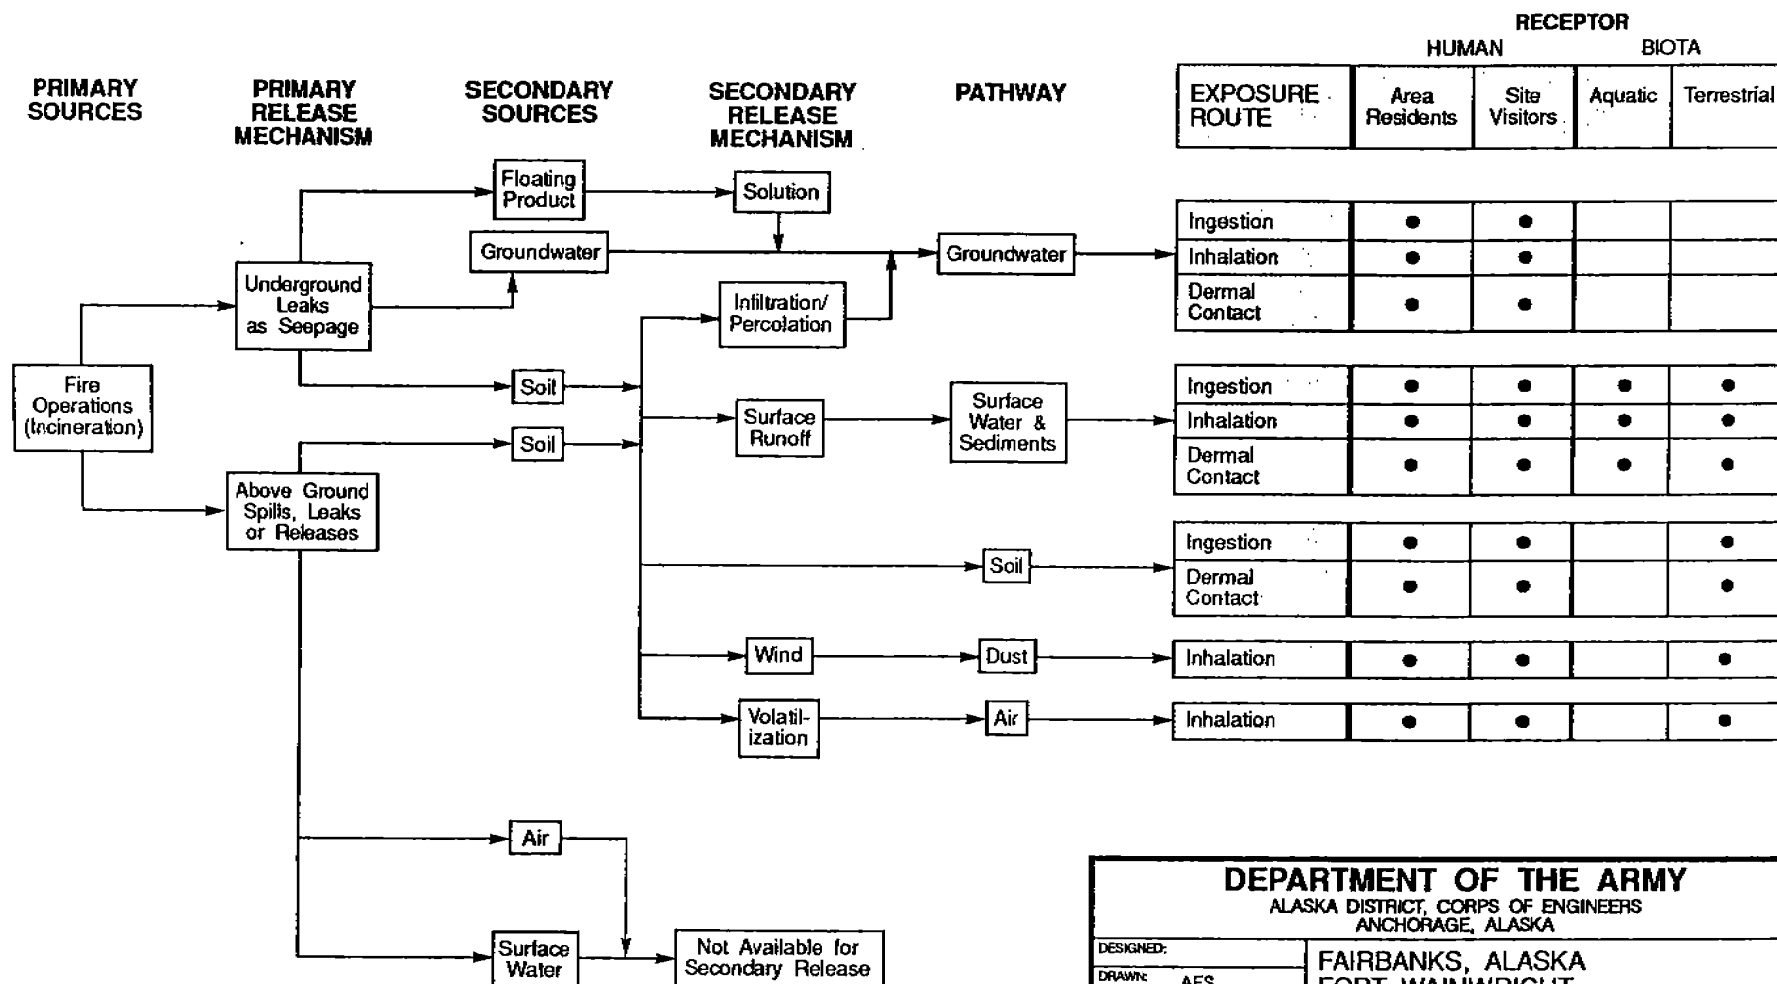 RECEPTOR
HUMAN BIOTA
PRIMARY
SOURCES
PRIMARY
RELEASE
MECHANISM
SECONDARY
SOURCES
SECONDARY
RELEASE
MECHANISM
PATHWAY
EXPOSURE
ROUTE
Area
Residents
Site
Visitors
Aquatic
Terrestrial
Floating
Product
Solution
Groundwater
Groundwater
Ingestion
Inhalation
Dermal
Contact
Underground
Leaks
as Seepage
Infiltration/
Percolation
Fire
Operations
(Incineration)
Soil
Soil
Surface
Runoff
Surface
Water &
Sediments
Ingestion
Inhalation
Dermal
Contact
Above Ground
Spills, Leaks
or Releases
Soil
Ingestion
Dermal
Contact
Wind
Dust
Inhalation
Volatil-
ization
Air
Inhalation
Air
Surface
Water
Not Available for
Secondary Release
DEPARTMENT OF THE ARMY
ALASKA DISTRICT, CORPS OF ENGINEERS
ANCHORAGE, ALASKA
DESIGNED:
DRAWN: AES
FAIRBANKS, ALASKA
FORT WAINWRIGHT